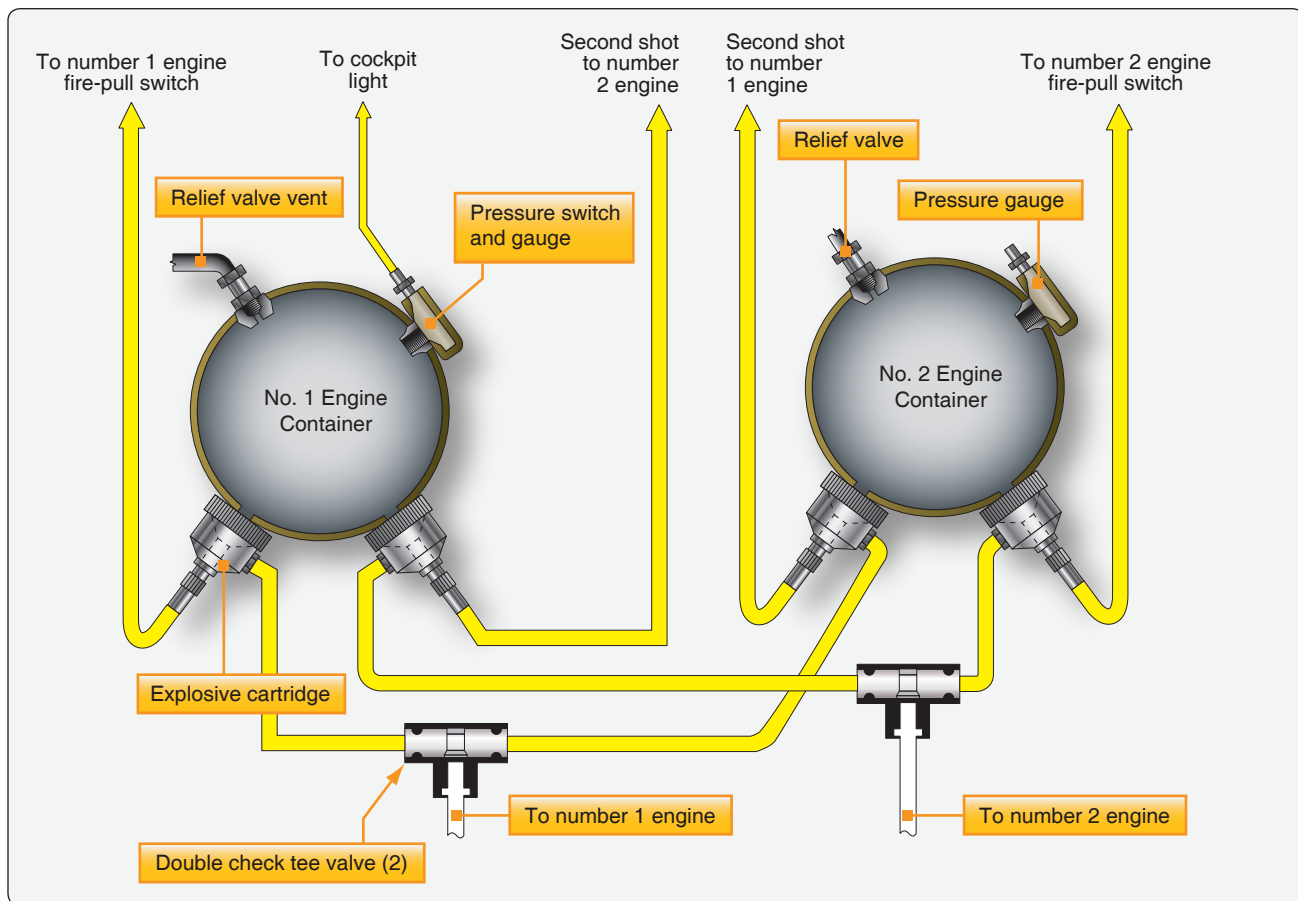 To number 1 engine
fire-pull switch
To cockpit
light
Second shot
to number
2 engine
Second shot
to number
1 engine
To number 2 engine
fire-pull switch
Relief valve vent
Pressure switch
and gauge
Relief valve
Pressure gauge
No. 1 Engine
Container
No. 2 Engine
Container
Explosive cartridge
To number 1 engine
To number 2 engine
Double check tee valve (2)